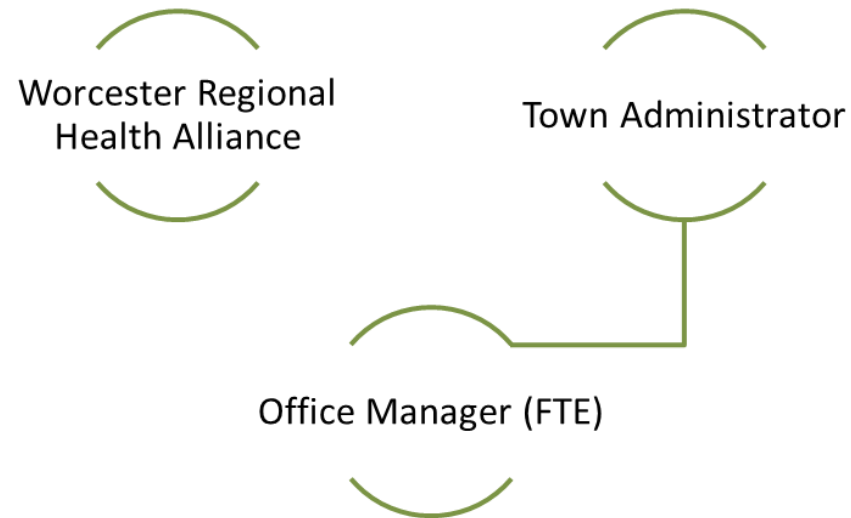 Worcester Regional
Health Alliance
Town Administrator
Office Manager (FTE)